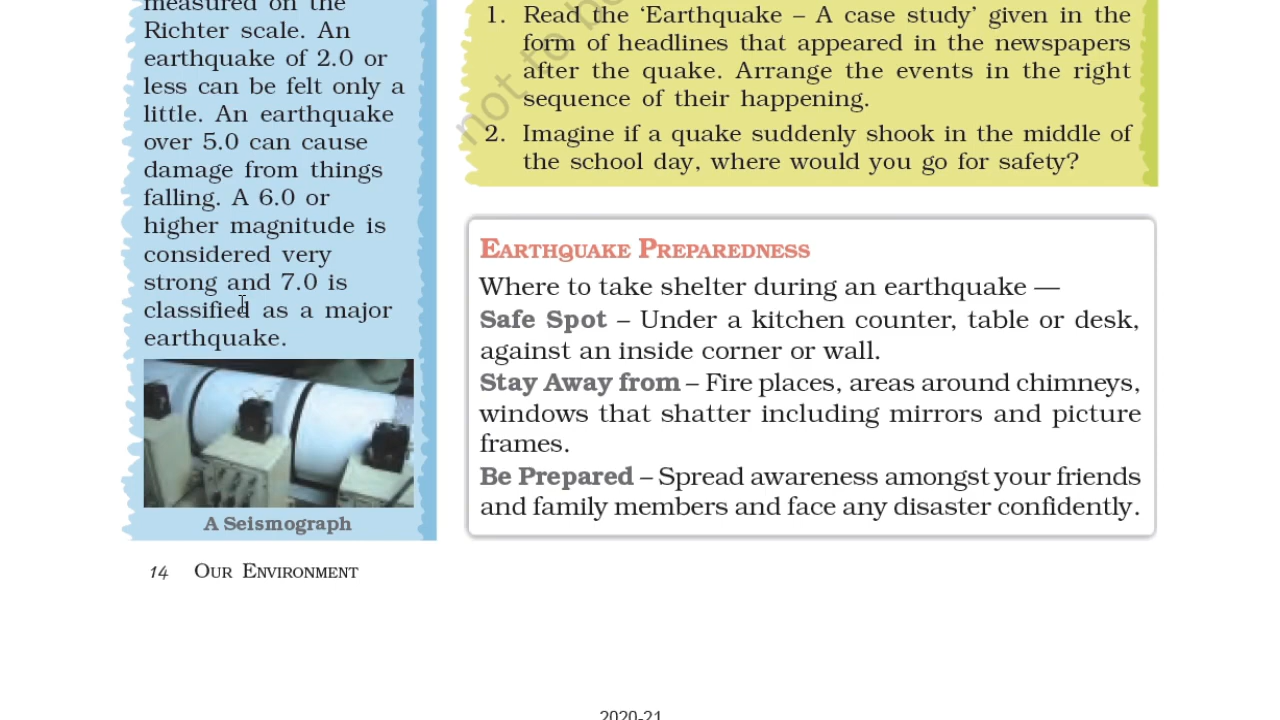 measured on the
Richter scale. An
earthquake of 2.0 or
less can be felt only a
little. An earthquake
over 5.0 can cause
damage from things
falling. A 6.0 or
higher magnitude is
considered very
strong and 7.0 is
classified as a major
earthquake.
A Seismograph
14 OUR ENVIRONMENT
1. Read the ‘Earthquake – A case study’ given in the
form of headlines that appeared in the newspapers
after the quake. Arrange the events in the right
sequence of their happening.
2. Imagine if a quake suddenly shook in the middle of
the school day, where would you go for safety?
not to b
EARTHQUAKE PREPAREDNESS
Where to take shelter during an earthquake —
Safe Spot – Under a kitchen counter, table or desk,
against an inside corner or wall.
Stay Away from – Fire places, areas around chimneys,
windows that shatter including mirrors and picture
frames.
Be Prepared – Spread awareness amongst your friends
and family members and face any disaster confidently.
2020-21